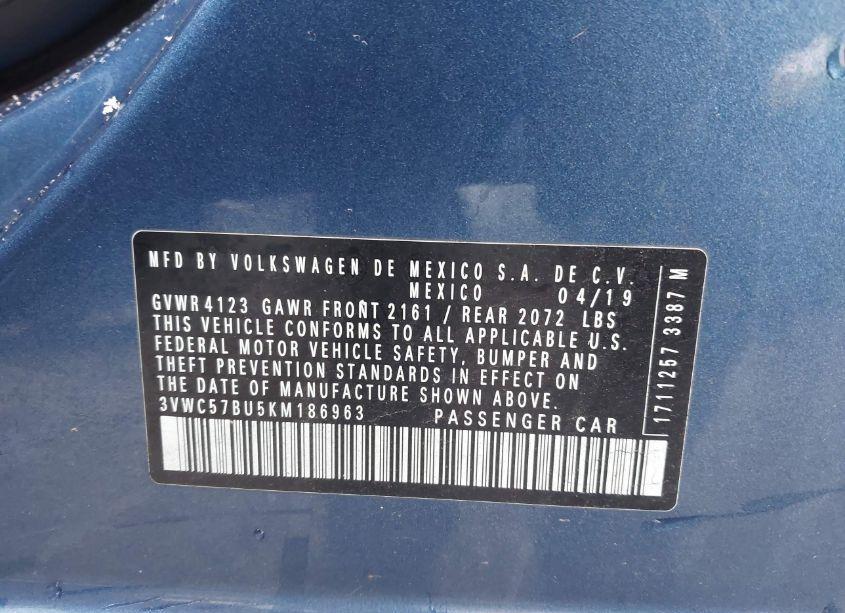 MFD BY VOLKSWAGEN DE MEXICO S.A. DE C.V.
MEXICO 04/19
GVWR 4123 GAWR FRONT 2161 / REAR 2072 LBS
THIS VEHICLE CONFORMS TO ALL APPLICABLE U.S.
FEDERAL MOTOR VEHICLE SAFETY, BUMPER AND
THEFT PREVENTION STANDARDS IN EFFECT ON
THE DATE OF MANUFACTURE SHOWN ABOVE.
3VWC57BU5KM186963 PASSENGER CAR
1711257 3387 M